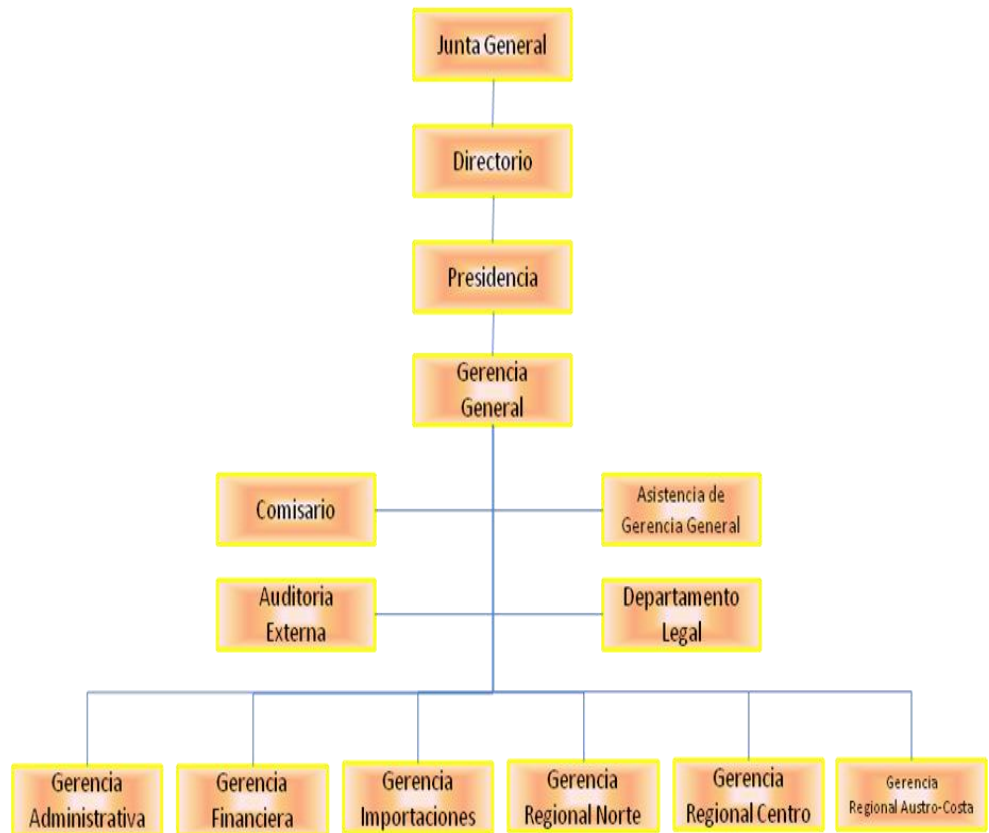 Junta General
Directorio
Presidencia
Gerencia
General
Comisario
Asistencia de
Gerencia General
Auditoria
Externa
Departamento
Legal
Gerencia
Administrativa
Gerencia
Financiera
Gerencia
Importaciones
Gerencia
Regional Norte
Gerencia
Regional Centro
Gerencia
Regional Austro-Costa